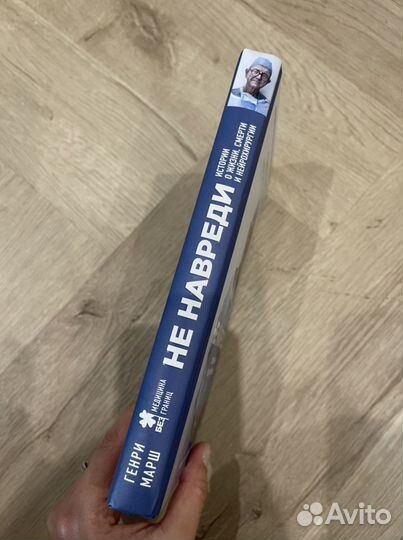 ГЕНРИ
МАРШ
МЕДИЦИНА
БЕЗ ГРАНИЦ
НЕ НАВРЕДИ
ИСТОРИИ
О ЖИЗНИ, СМЕРТИ
И НЕЙРОХИРУРГИИ
Avito